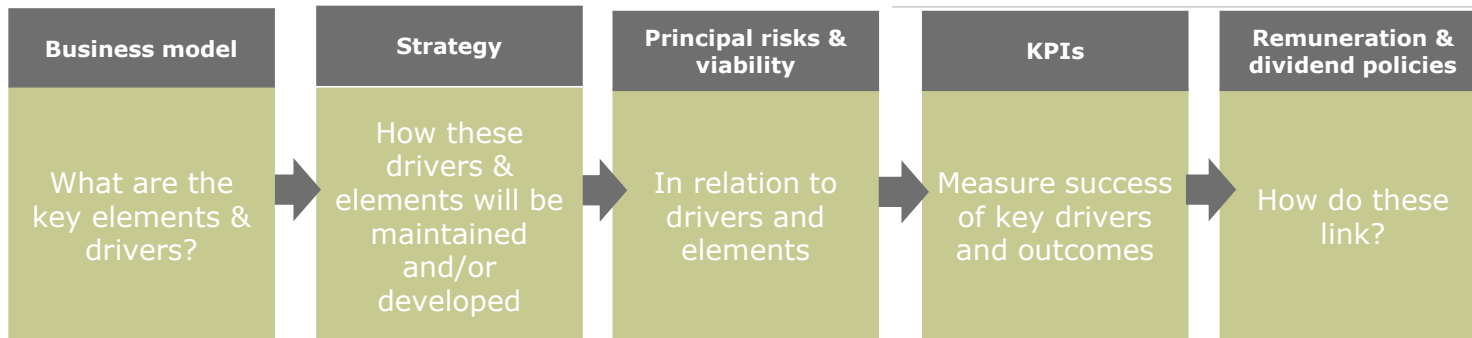 Business model
What are the
key elements &
drivers?
Strategy
How these
drivers &
elements will be
maintained
and/or
developed
Principal risks &
viability
In relation to
drivers and
elements
KPIs
Measure success
of key drivers
and outcomes
Remuneration &
dividend policies
How do these
link?